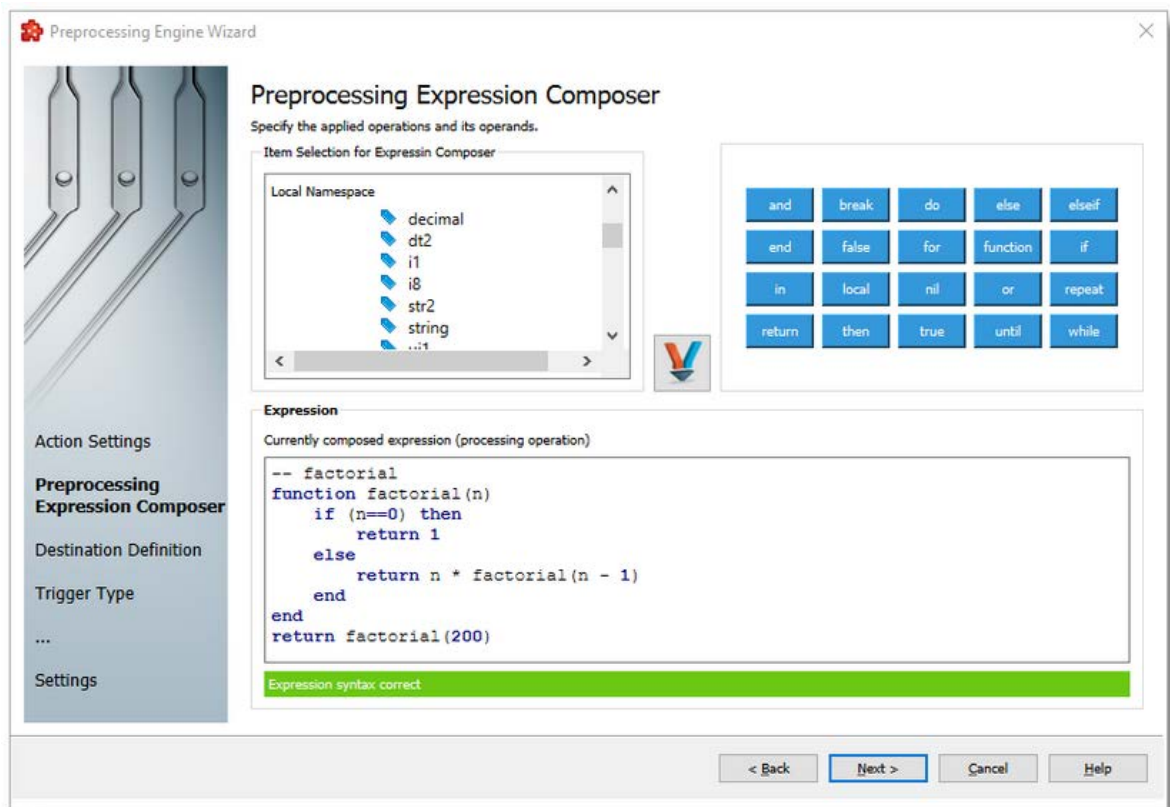 Preprocessing Engine Wizard
Preprocessing Expression Composer
Specify the applied operations and its operands.
Item Selection for Expressin Composer
Local Namespace
decimal
dt2
i1
i8
str2
string
and break do else elseif
end false for function if
in local nil or repeat
return then true until while
Action Settings
Preprocessing
Expression Composer
Destination Definition
Trigger Type
...
Settings
Expression
Currently composed expression (processing operation)
-- factorial
function factorial(n)
    if (n==0) then
        return 1
    else
        return n * factorial(n - 1)
    end
end
return factorial(200)
Expression syntax correct
< Back Next > Cancel Help